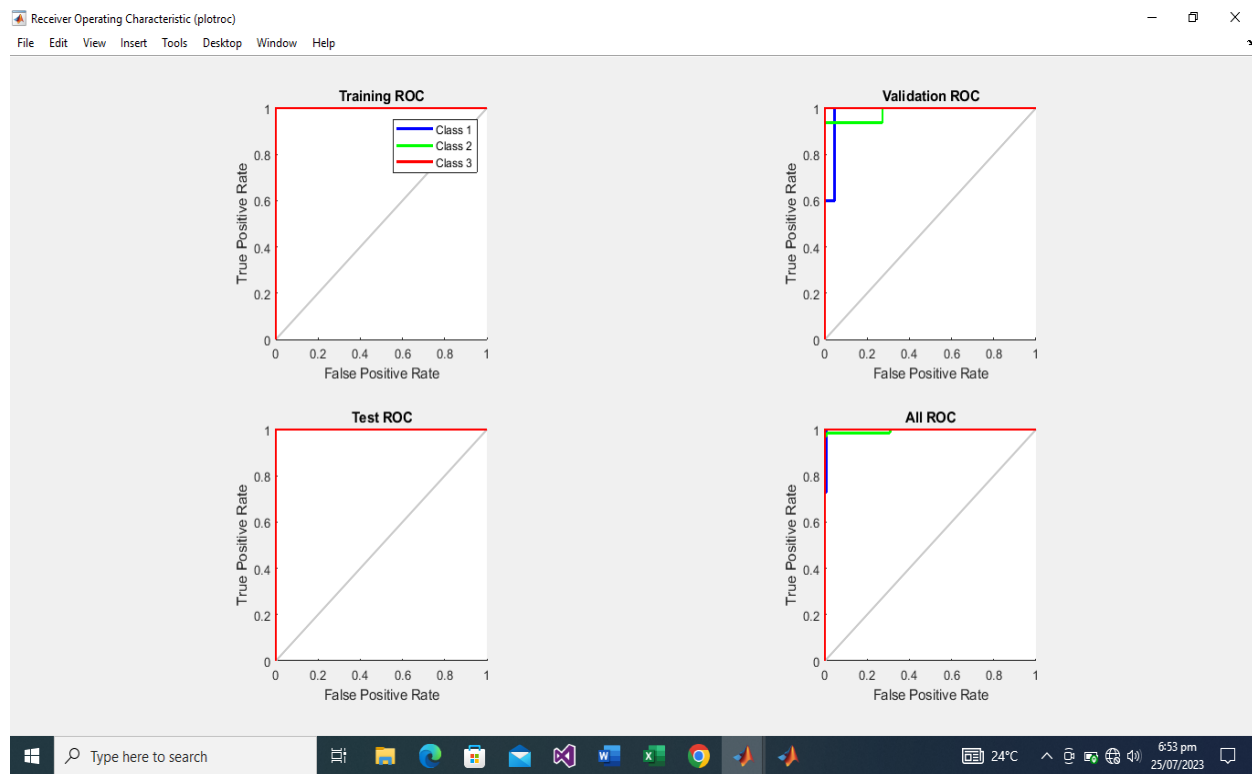 Receiver Operating Characteristic (plotroc)
File Edit View Insert Tools Desktop Window Help
Training ROC
1
0.8
0.6
0.4
0.2
0
True Positive Rate
Class 1
Class 2
Class 3
0 0.2 0.4 0.6 0.8 1
False Positive Rate
Validation ROC
1
0.8
0.6
0.4
0.2
0
True Positive Rate
0 0.2 0.4 0.6 0.8 1
False Positive Rate
Test ROC
1
0.8
0.6
0.4
0.2
0
True Positive Rate
0 0.2 0.4 0.6 0.8 1
False Positive Rate
All ROC
1
0.8
0.6
0.4
0.2
0
True Positive Rate
0 0.2 0.4 0.6 0.8 1
False Positive Rate
Type here to search
24°C
6:53 pm
25/07/2023